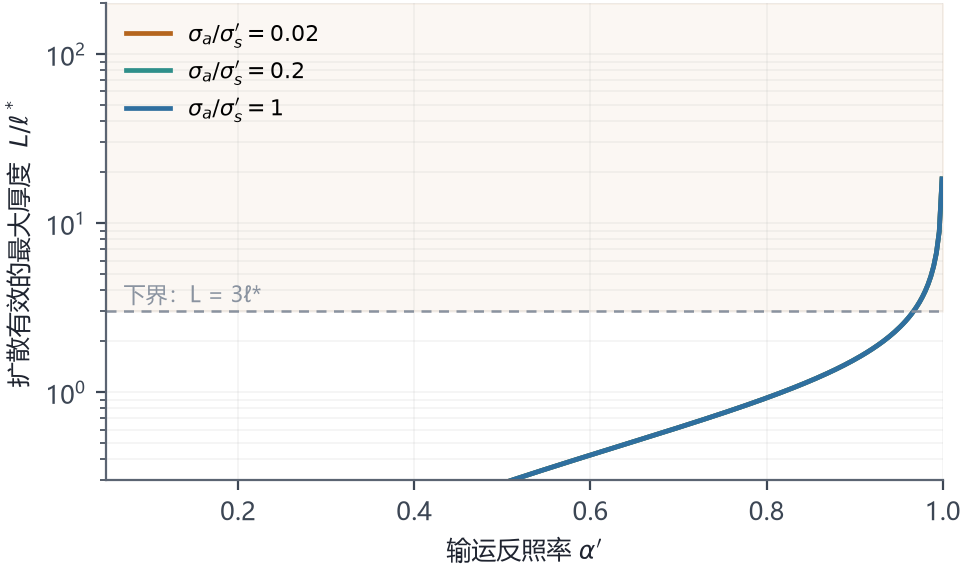 σₐ/σ′ₛ = 0.02
σₐ/σ′ₛ = 0.2
σₐ/σ′ₛ = 1
扩散有效的最大厚度 L/ℓ*
10²
10¹
10⁰
下界：L = 3ℓ*
0.2
0.4
0.6
0.8
1.0
输运反照率 α′